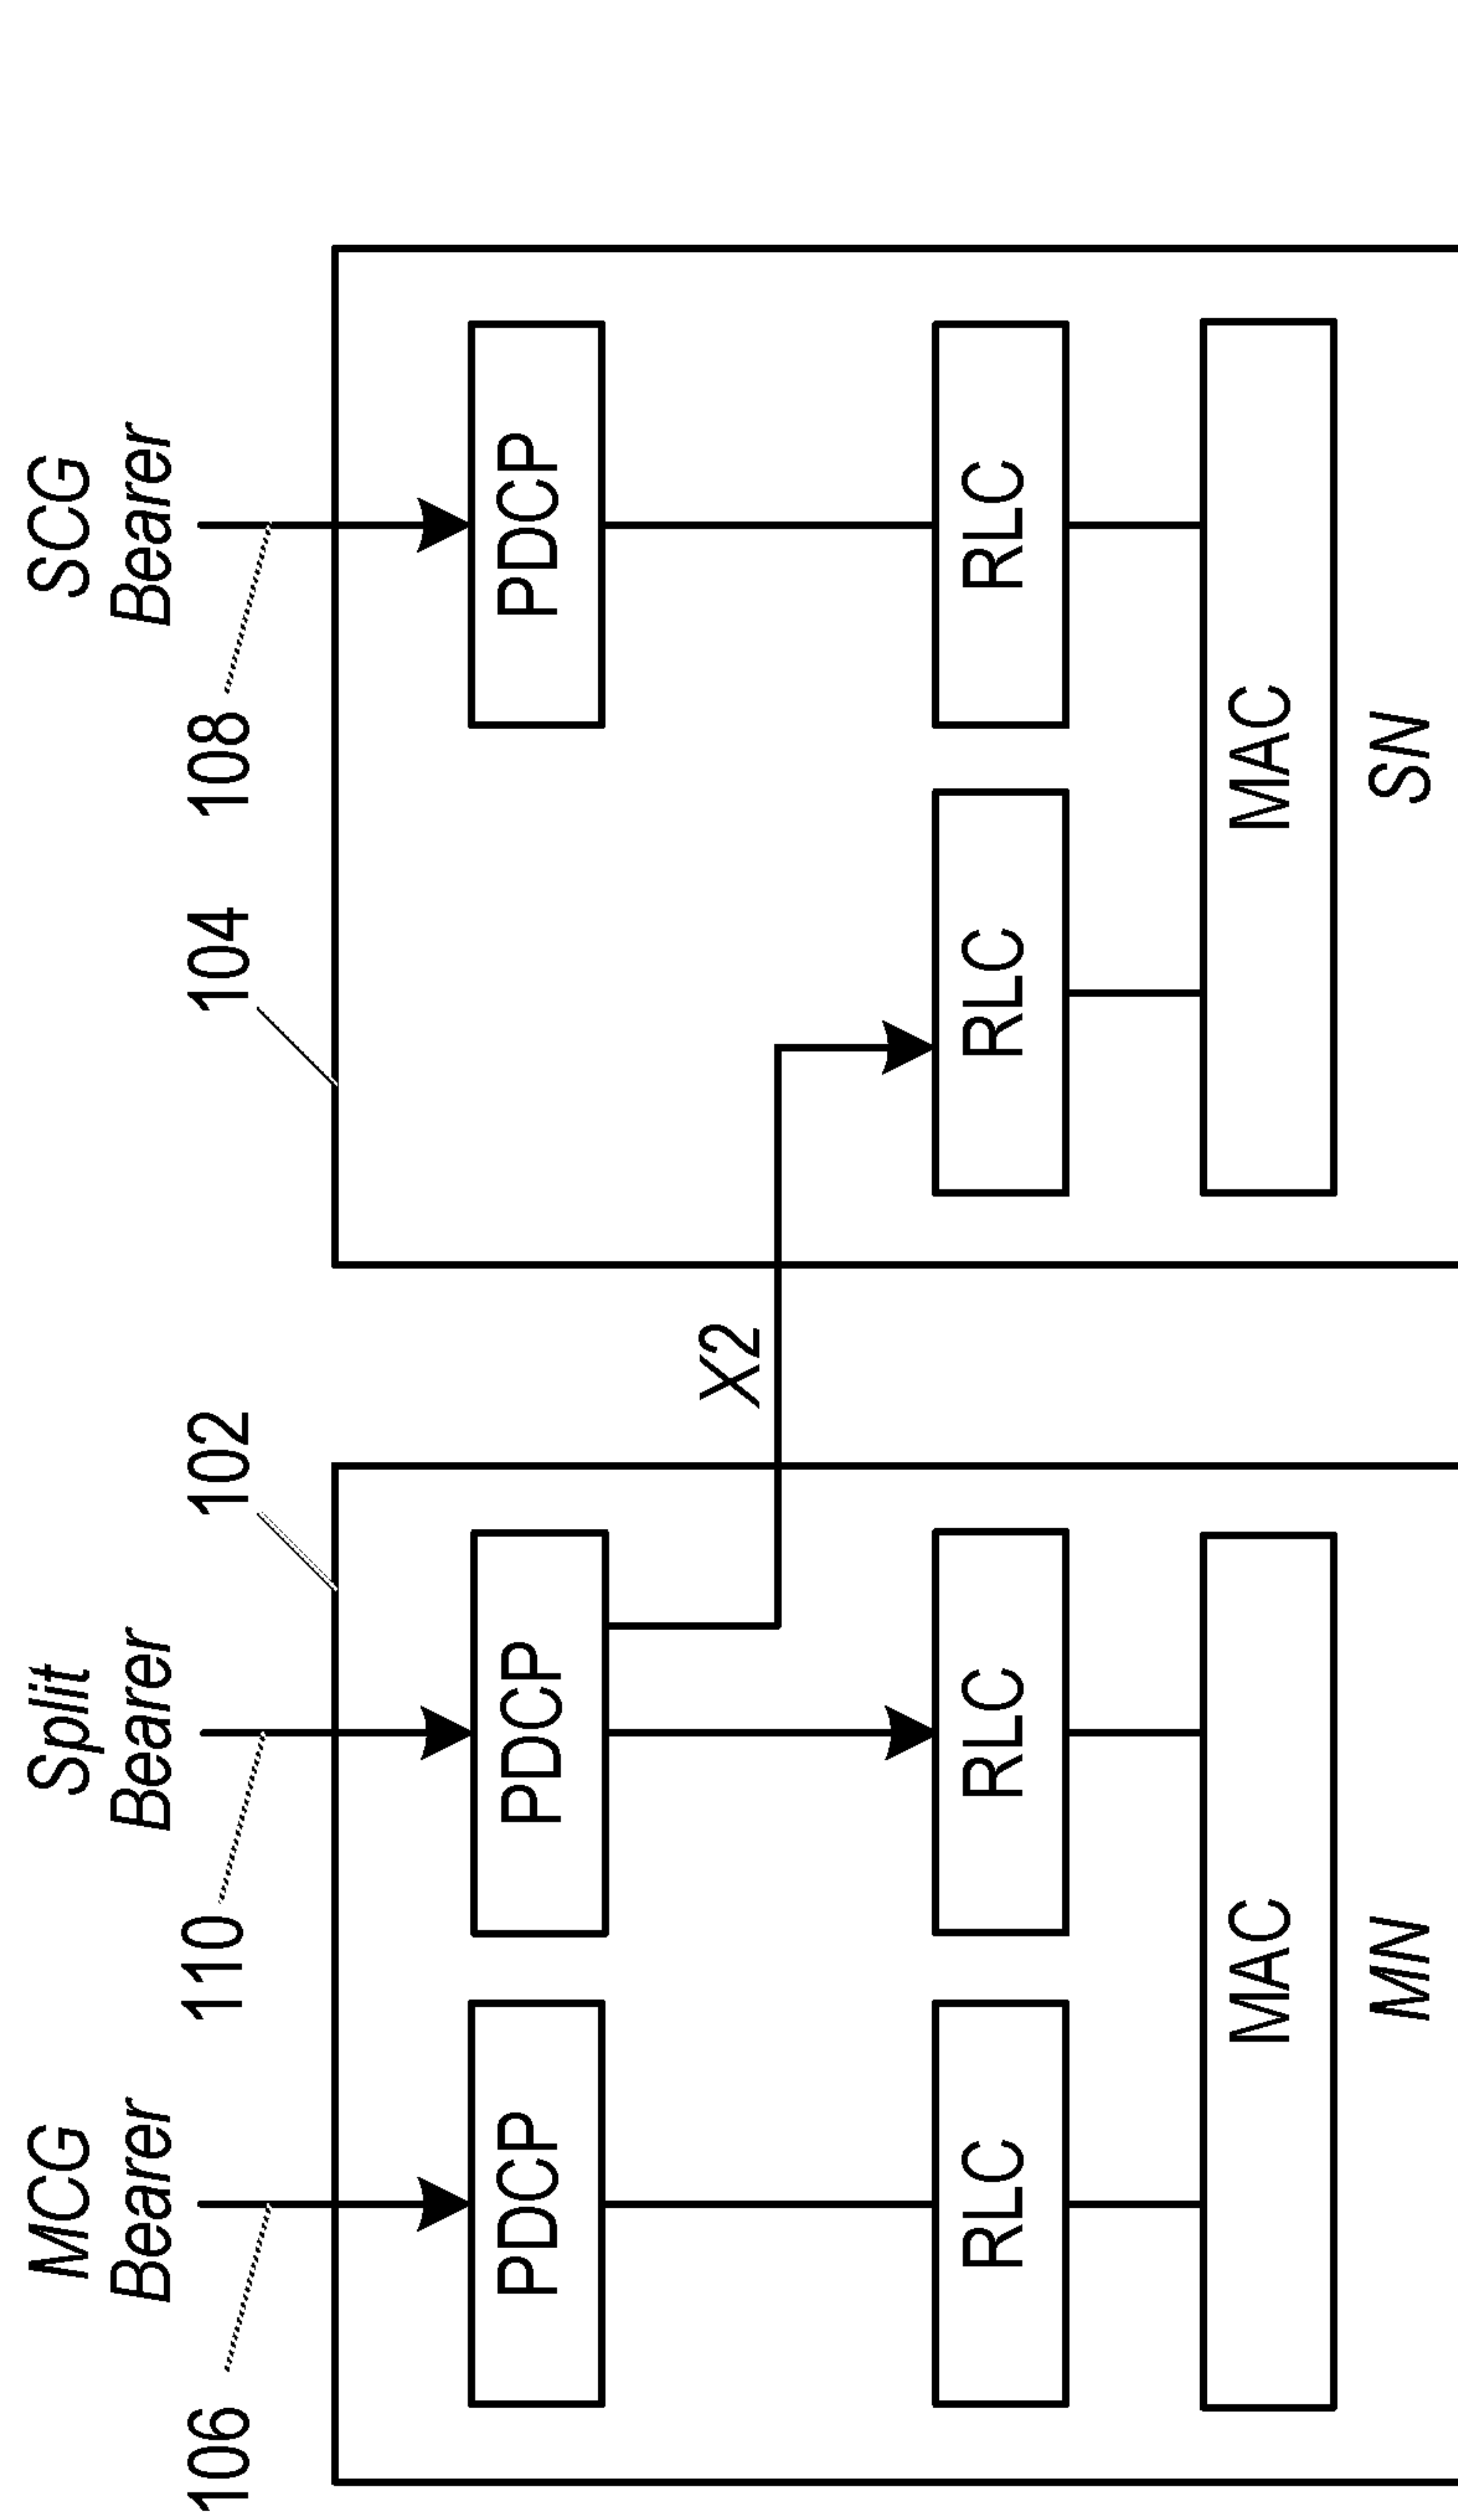 MCG
Bearer
Split
Bearer
SCG
Bearer
106
110
102
104
108
PDCP
PDCP
PDCP
X2
RLC
RLC
RLC
RLC
MAC
MAC
MN
SN